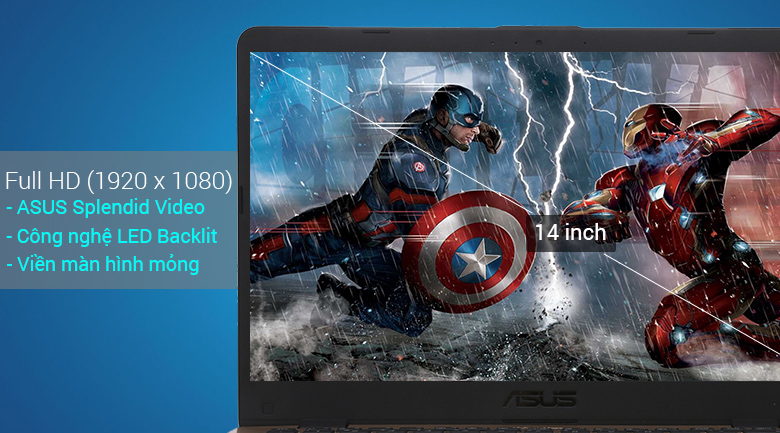 Full HD (1920 x 1080)
- ASUS Splendid Video
- Công nghệ LED Backlit
- Viền màn hình mỏng
14 inch
ASUS